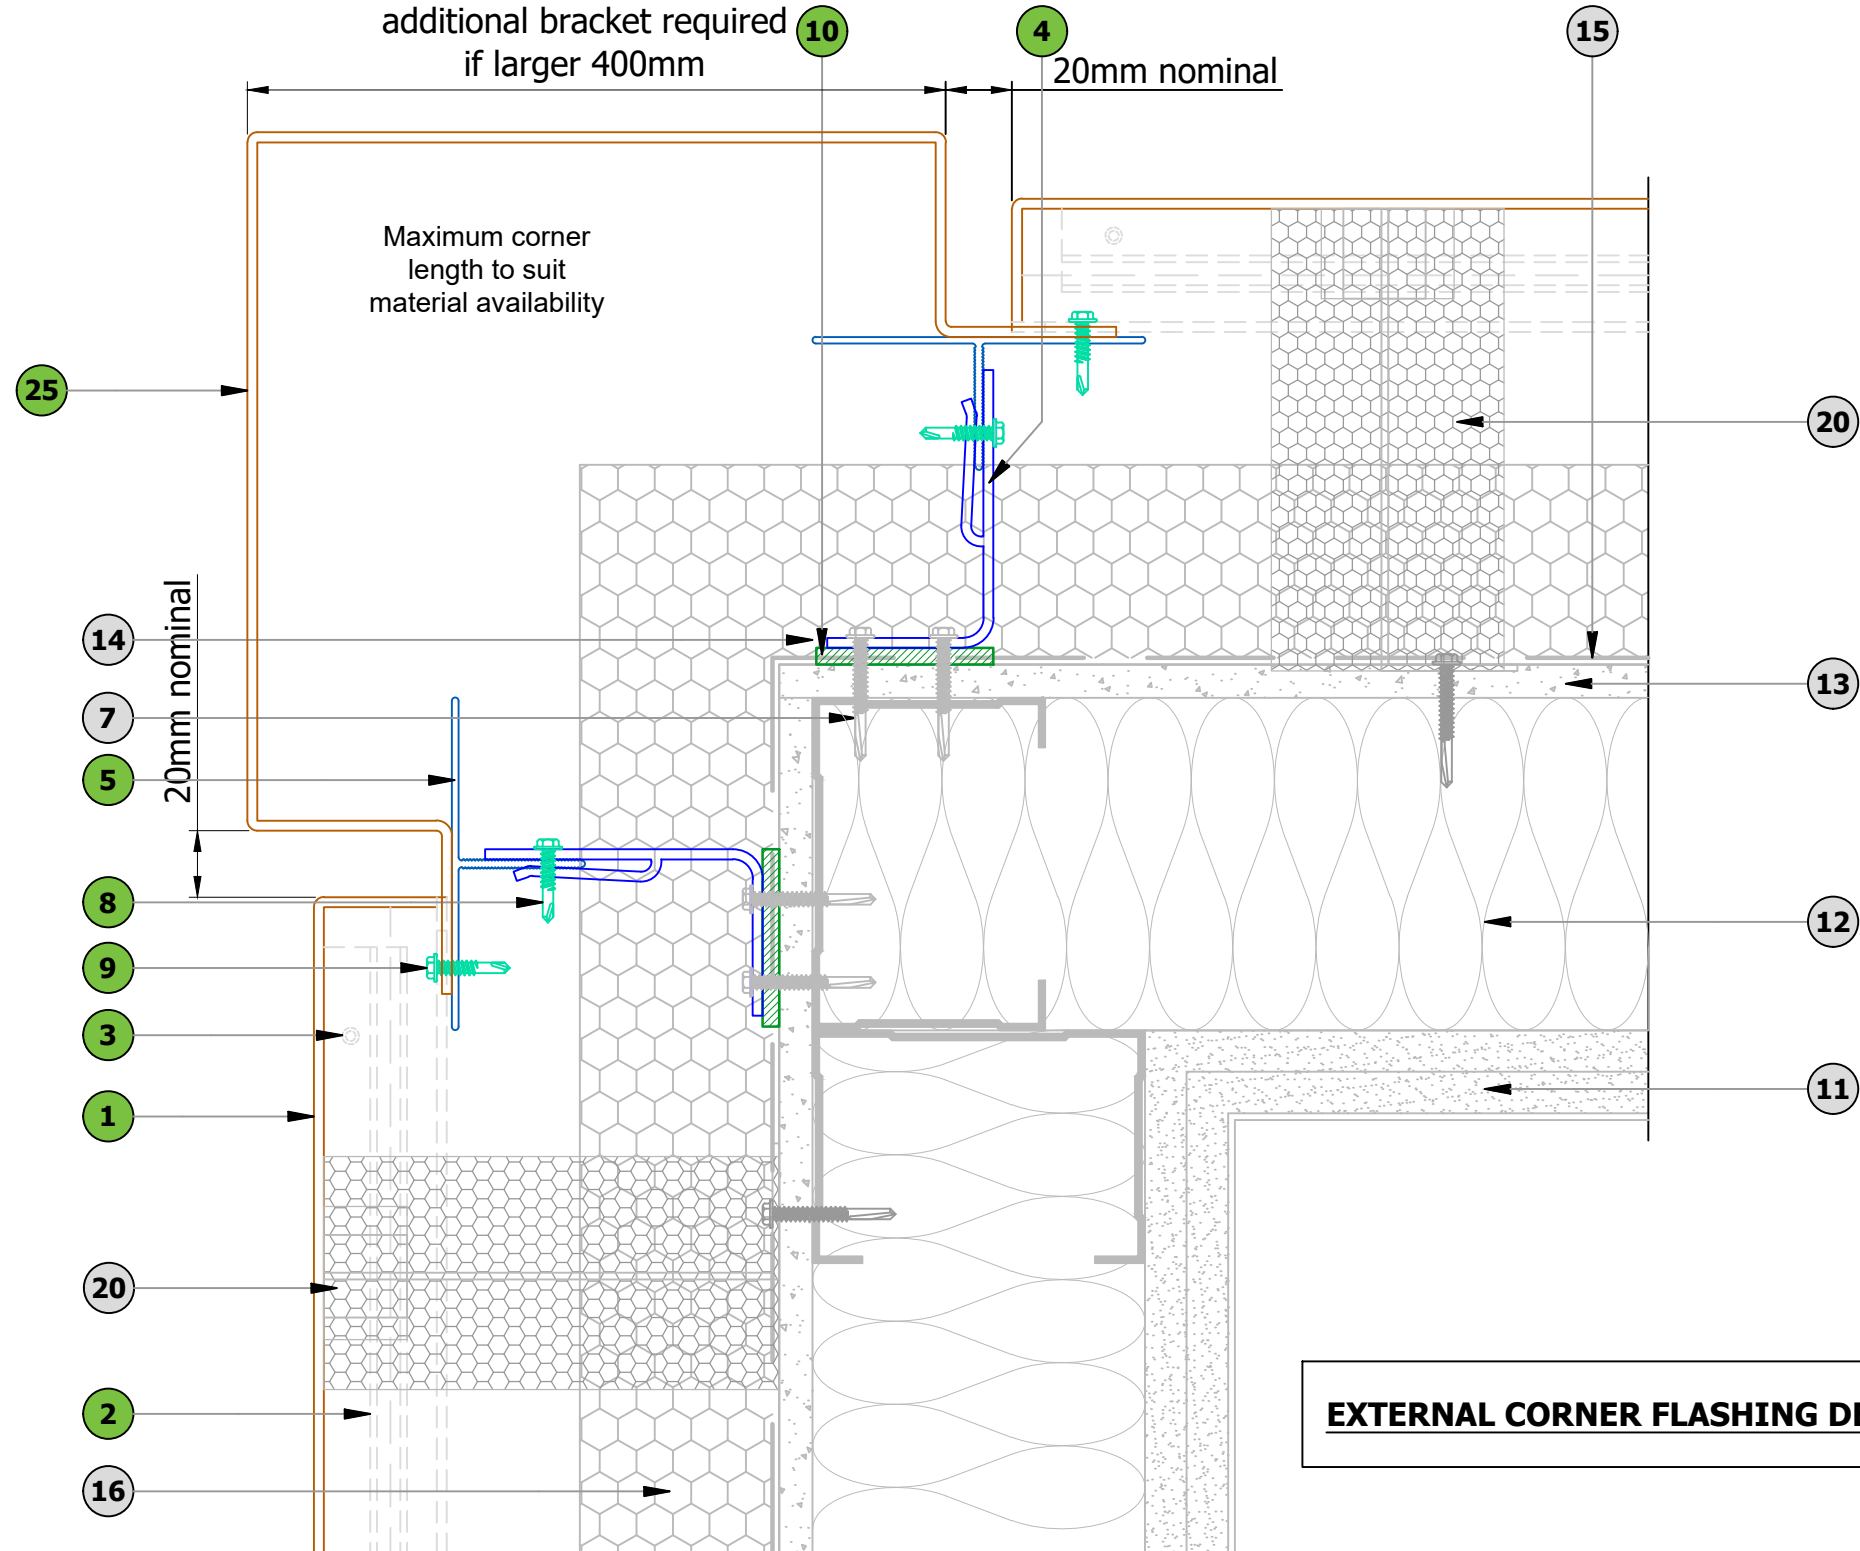 additional bracket required
if larger 400mm
10
4
15
20mm nominal
Maximum corner
length to suit
material availability
25
20
20mm nominal
14
13
7
5
8
12
9
3
11
1
20
2
EXTERNAL CORNER FLASHING
16